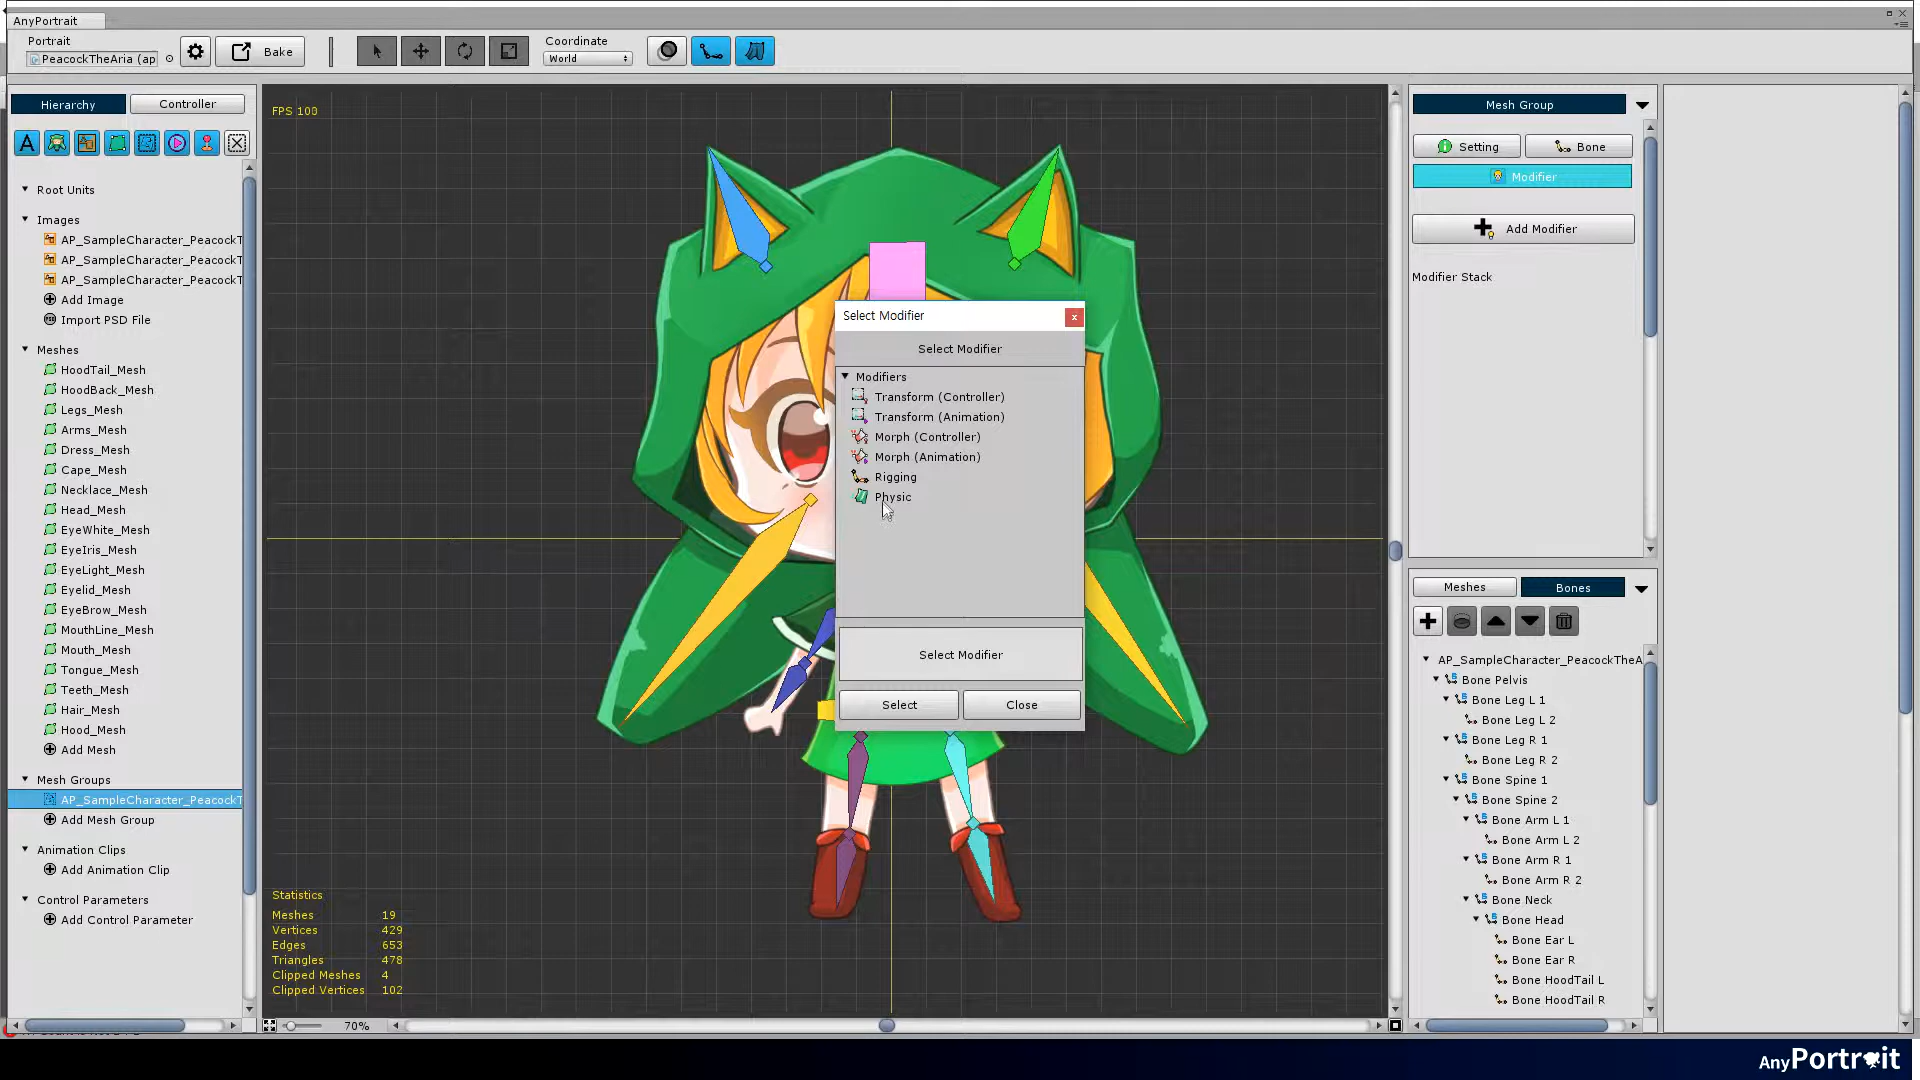 AnyPortrait
Portrait
PeacockTheAria (ap
Bake
Coordinate
World
Hierarchy
Controller
Root Units
Images
AP_SampleCharacter_PeacockT
AP_SampleCharacter_PeacockT
AP_SampleCharacter_PeacockT
Add Image
Import PSD File
Meshes
HoodTail_Mesh
HoodBack_Mesh
Legs_Mesh
Arms_Mesh
Dress_Mesh
Cape_Mesh
Necklace_Mesh
Head_Mesh
EyeWhite_Mesh
EyeIris_Mesh
EyeLight_Mesh
Eyelid_Mesh
EyeBrow_Mesh
MouthLine_Mesh
Mouth_Mesh
Tongue_Mesh
Teeth_Mesh
Hair_Mesh
Hood_Mesh
Add Mesh
Mesh Groups
AP_SampleCharacter_PeacockT
Add Mesh Group
Animation Clips
Add Animation Clip
Control Parameters
Add Control Parameter
FPS 100
Statistics
Meshes 19
Vertices 429
Edges 653
Triangles 478
Clipped Meshes 4
Clipped Vertices 102
70%
Select Modifier
x
Select Modifier
Modifiers
Transform (Controller)
Transform (Animation)
Morph (Controller)
Morph (Animation)
Rigging
Physic
Select Modifier
Select
Close
Mesh Group
Setting
Bone
Modifier
Add Modifier
Modifier Stack
Meshes
Bones
AP_SampleCharacter_PeacockTheA
Bone Pelvis
Bone Leg L 1
Bone Leg L 2
Bone Leg R 1
Bone Leg R 2
Bone Spine 1
Bone Spine 2
Bone Arm L 1
Bone Arm L 2
Bone Arm R 1
Bone Arm R 2
Bone Neck
Bone Head
Bone Ear L
Bone Ear R
Bone HoodTail L
Bone HoodTail R
AnyPortrait